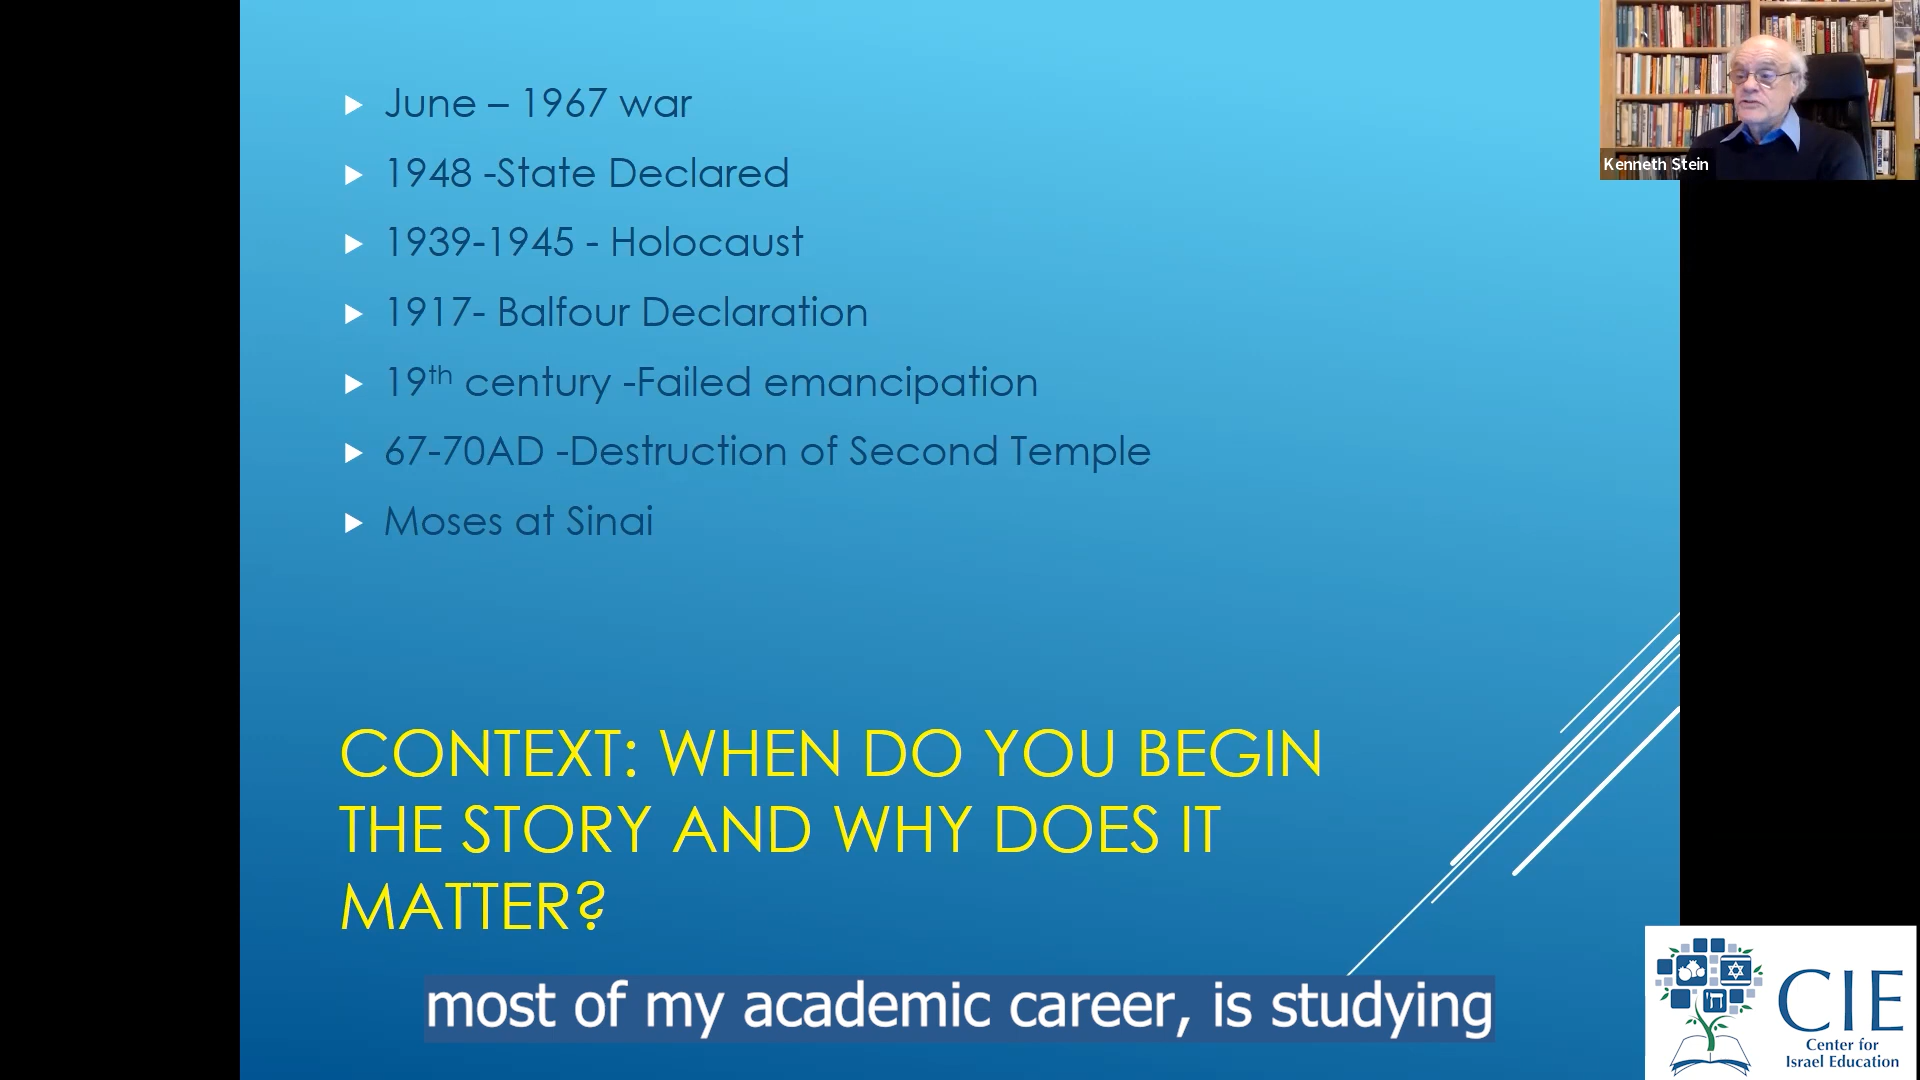 June – 1967 war
1948 -State Declared
1939-1945 - Holocaust
1917- Balfour Declaration
19th century -Failed emancipation
67-70AD -Destruction of Second Temple
Moses at Sinai
CONTEXT: WHEN DO YOU BEGIN
THE STORY AND WHY DOES IT
MATTER?
most of my academic career, is studying
Kenneth Stein
CIE
Center for
Israel Education